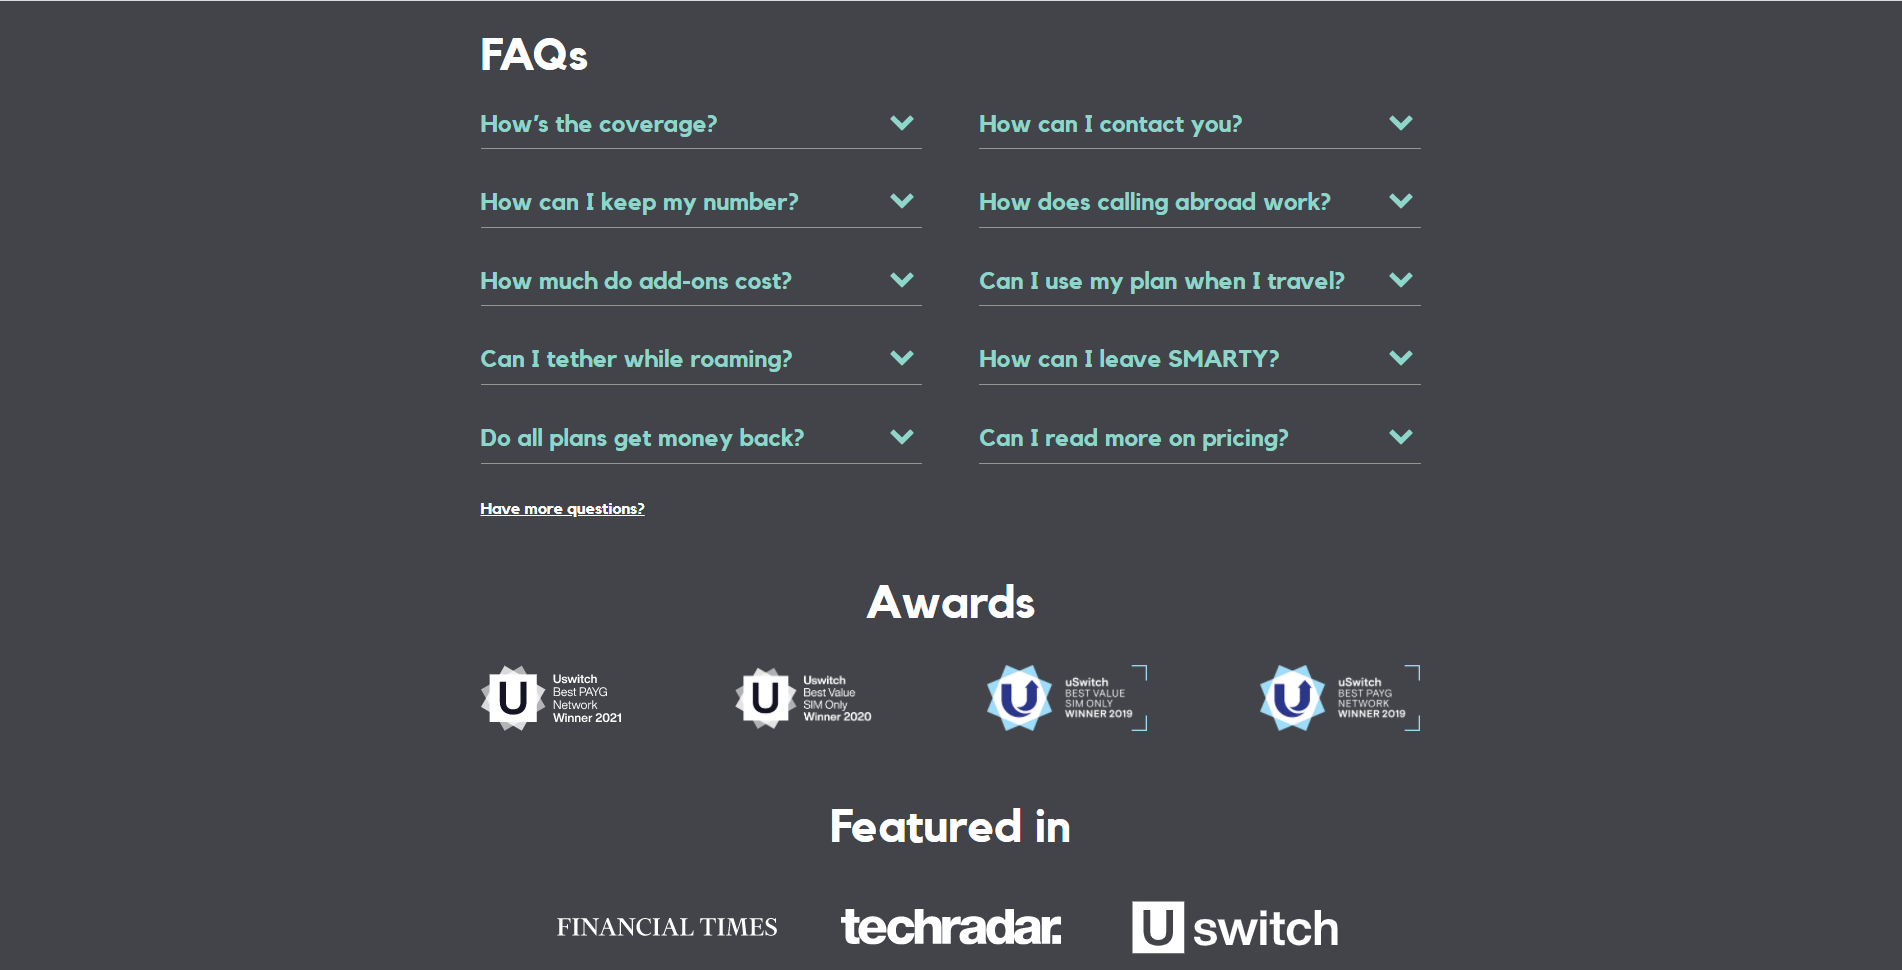 FAQs
How's the coverage?
How can I contact you?
How can I keep my number?
How does calling abroad work?
How much do add-ons cost?
Can I use my plan when I travel?
Can I tether while roaming?
How can I leave SMARTY?
Do all plans get money back?
Can I read more on pricing?
Have more questions?
Awards
U
Uswitch
Best PAYG
Network
Winner 2021
U
Uswitch
Best Value
SIM Only
Winner 2020
U
uSwitch
BEST VALUE
SIM ONLY
WINNER 2019
U
uSwitch
BEST PAYG
NETWORK
WINNER 2019
Featured in
FINANCIAL TIMES
techradar.
Uswitch